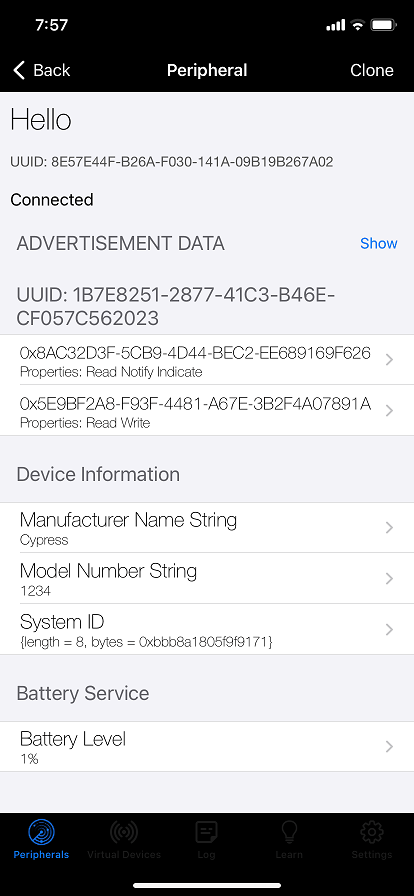 7:57
Back
Peripheral
Clone
Hello
UUID: 8E57E44F-B26A-F030-141A-09B19B267A02
Connected
ADVERTISEMENT DATA
Show
UUID: 1B7E8251-2877-41C3-B46E-
CF057C562023
0x8AC32D3F-5CB9-4D44-BEC2-EE689169F626
Properties: Read Notify Indicate
0x5E9BF2A8-F93F-4481-A67E-3B2F4A07891A
Properties: Read Write
Device Information
Manufacturer Name String
Cypress
Model Number String
1234
System ID
{length = 8, bytes = 0xbbb8a1805f9f9171}
Battery Service
Battery Level
1%
Peripherals
Virtual Devices
Log
Learn
Settings